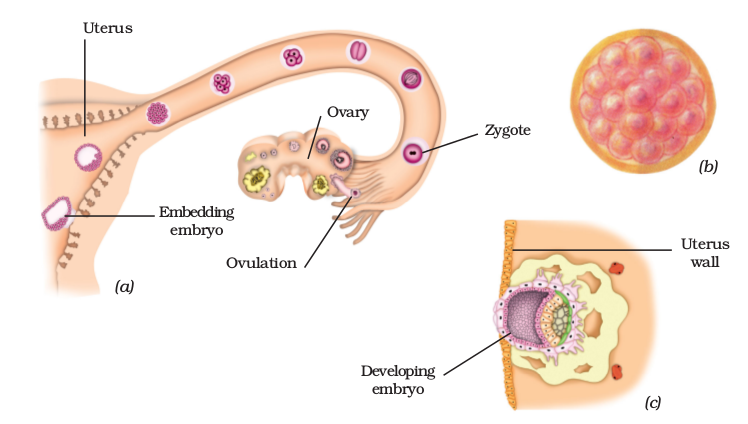 Uterus
Ovary
Zygote
(b)
Embedding
embryo
Ovulation
(a)
Uterus
wall
Developing
embryo
(c)